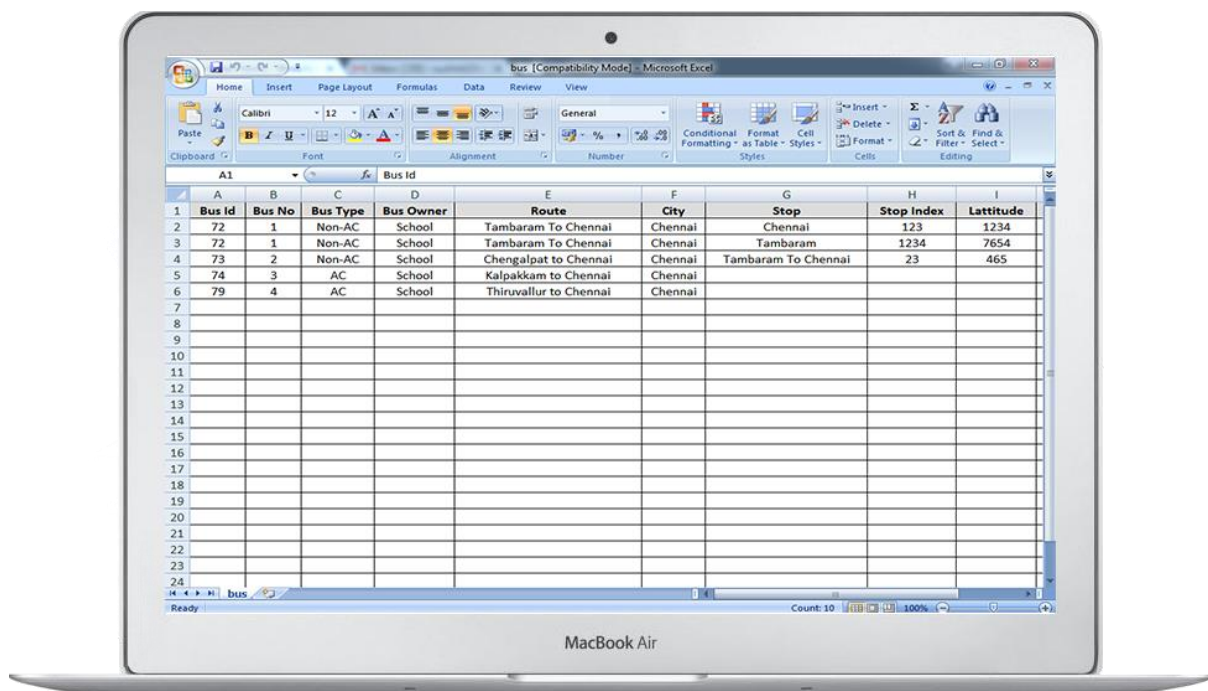 bus [Compatibility Mode] - Microsoft Excel
Home Insert Page Layout Formulas Data Review View
Paste Calibri 12 A A General Conditional Formatting Format as Table Cell Styles Insert Delete Format Σ Sort & Filter Find & Select
B I U A % ,
Clipboard Font Alignment Number Styles Cells Editing
A1 fx Bus Id
A B C D E F G H I
1 Bus Id Bus No Bus Type Bus Owner Route City Stop Stop Index Lattitude
2 72 1 Non-AC School Tambaram To Chennai Chennai Chennai 123 1234
3 72 1 Non-AC School Tambaram To Chennai Chennai Tambaram 1234 7654
4 73 2 Non-AC School Chengalpat to Chennai Chennai Tambaram To Chennai 23 465
5 74 3 AC School Kalpakkam to Chennai Chennai
6 79 4 AC School Thiruvallur to Chennai Chennai
7
8
9
10
11
12
13
14
15
16
17
18
19
20
21
22
23
24
bus
Ready Count: 10 100%
MacBook Air